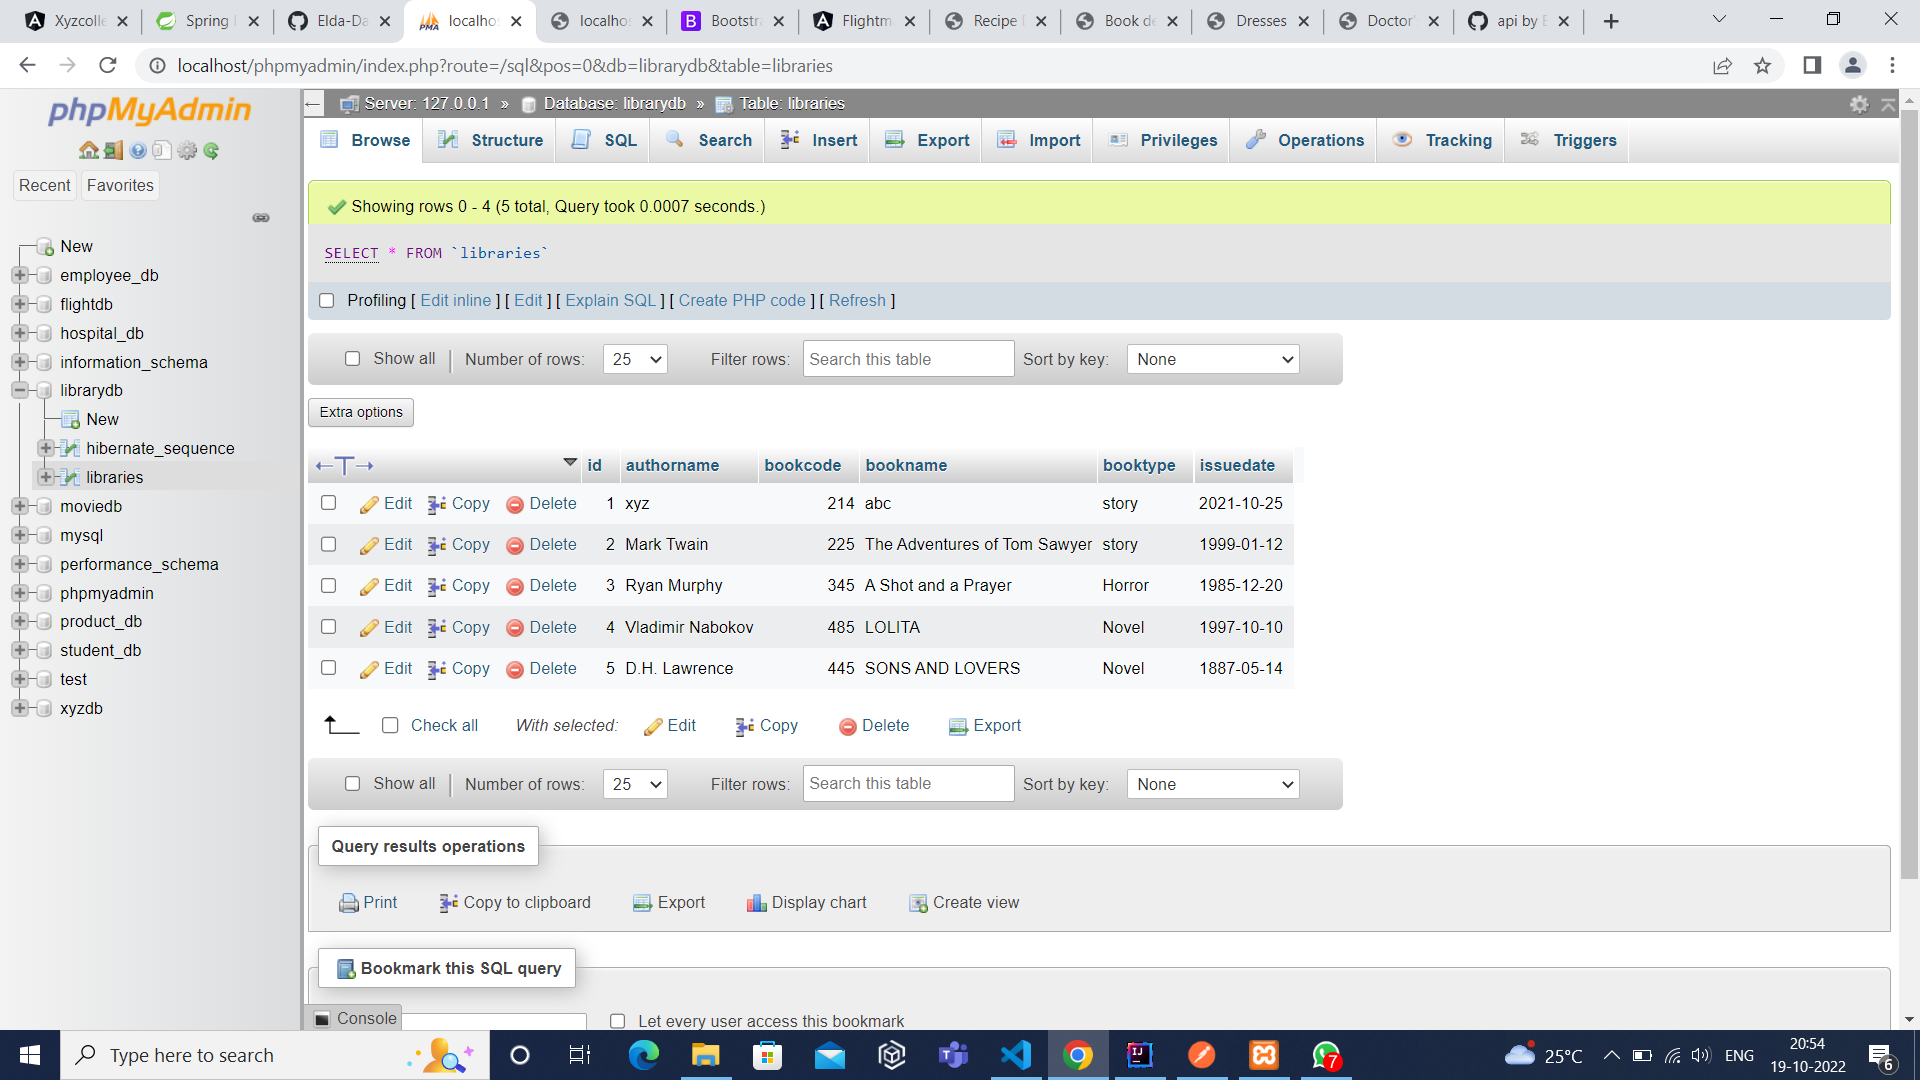 Xyzcolle
Spring
Elda-Da
localhos
localhos
Bootstra
Flightm
Recipe
Book de
Dresses
Doctor'
api by
localhost/phpmyadmin/index.php?route=/sql&pos=0&db=librarydb&table=libraries
phpMyAdmin
Recent Favorites
New
employee_db
flightdb
hospital_db
information_schema
librarydb
New
hibernate_sequence
libraries
moviedb
mysql
performance_schema
phpmyadmin
product_db
student_db
test
xyzdb
Server: 127.0.0.1 » Database: librarydb » Table: libraries
Browse Structure SQL Search Insert Export Import Privileges Operations Tracking Triggers
Showing rows 0 - 4 (5 total, Query took 0.0007 seconds.)
SELECT * FROM `libraries`
Profiling [ Edit inline ] [ Edit ] [ Explain SQL ] [ Create PHP code ] [ Refresh ]
Show all Number of rows: 25 Filter rows: Search this table Sort by key: None
Extra options
←T→ id authorname bookcode bookname booktype issuedate
Edit Copy Delete 1 xyz 214 abc story 2021-10-25
Edit Copy Delete 2 Mark Twain 225 The Adventures of Tom Sawyer story 1999-01-12
Edit Copy Delete 3 Ryan Murphy 345 A Shot and a Prayer Horror 1985-12-20
Edit Copy Delete 4 Vladimir Nabokov 485 LOLITA Novel 1997-10-10
Edit Copy Delete 5 D.H. Lawrence 445 SONS AND LOVERS Novel 1887-05-14
Check all With selected: Edit Copy Delete Export
Show all Number of rows: 25 Filter rows: Search this table Sort by key: None
Query results operations
Print Copy to clipboard Export Display chart Create view
Bookmark this SQL query
Console
Let every user access this bookmark
Type here to search
7
25°C
ENG
20:54
19-10-2022
6